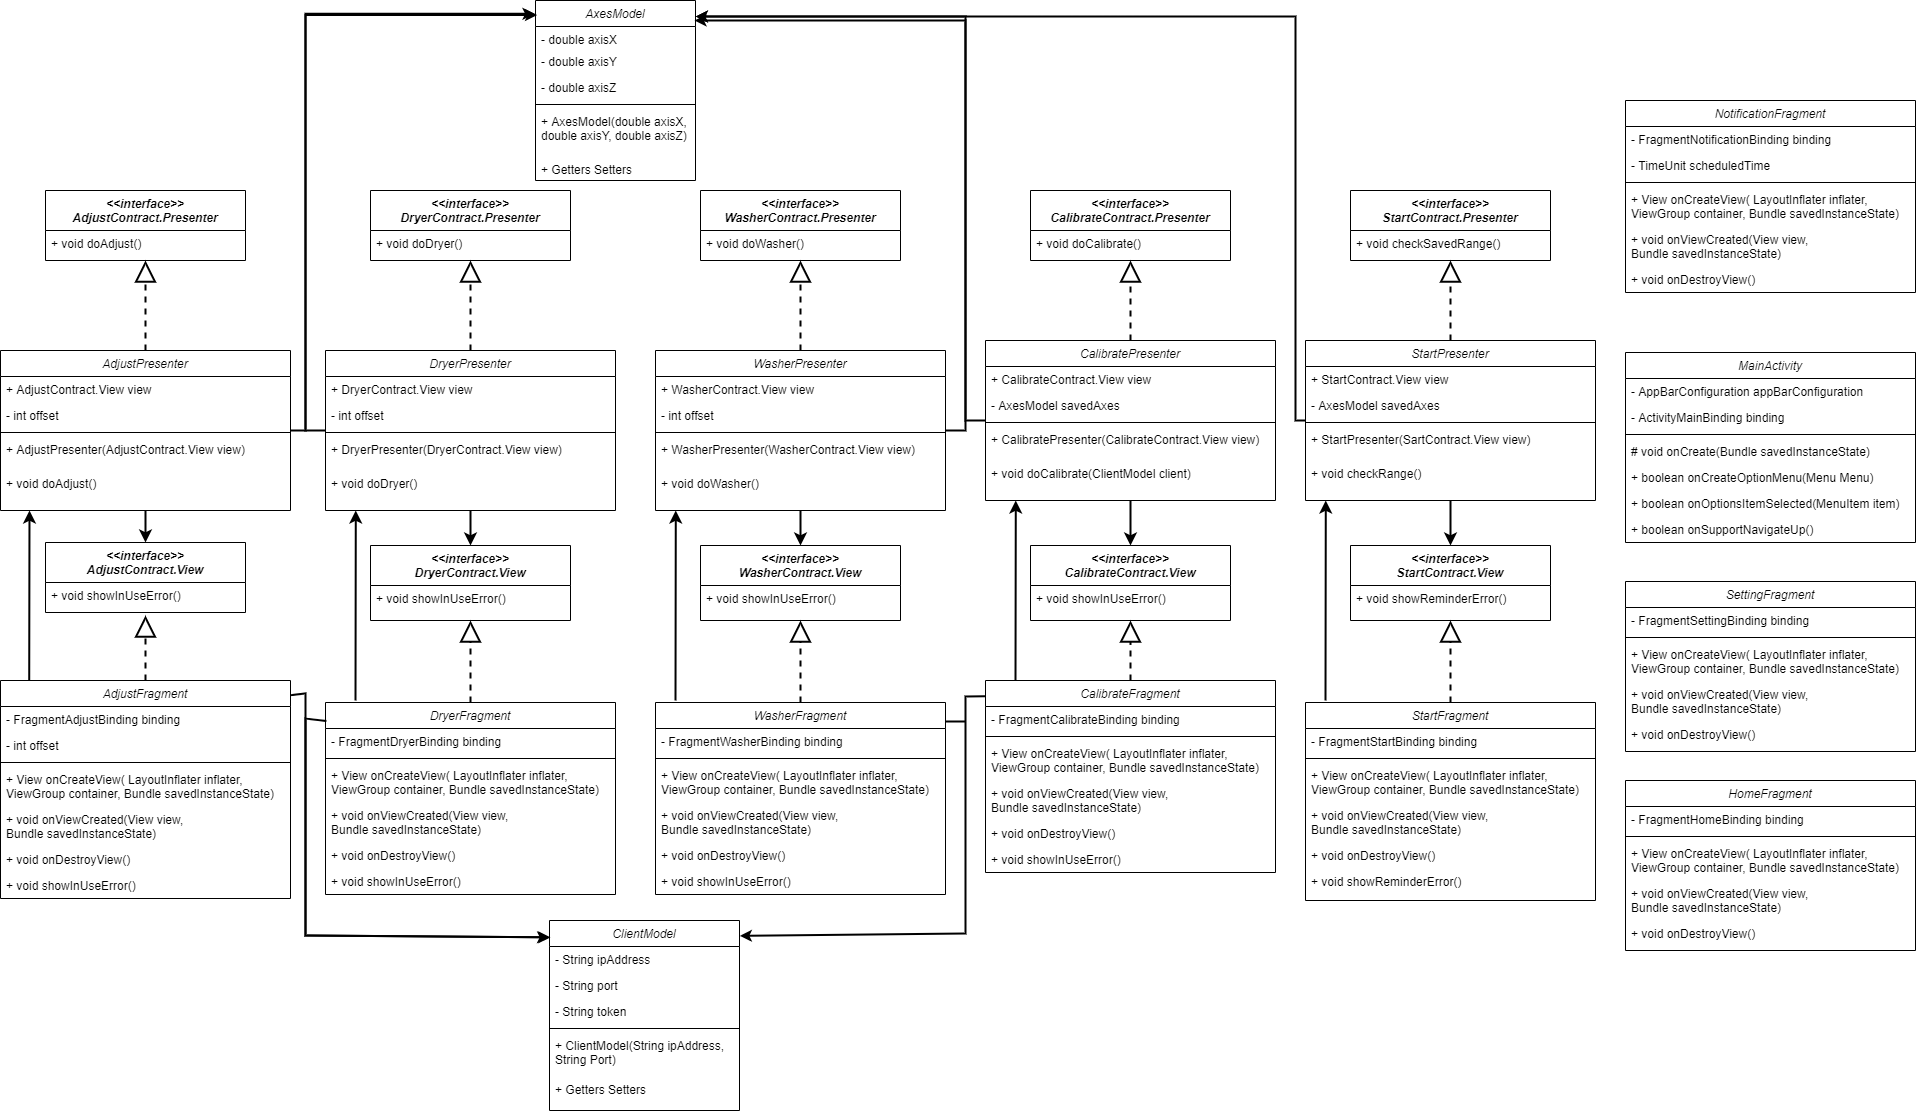 AxesModel
- double axisX
- double axisY
- double axisZ
+ AxesModel(double axisX,
double axisY, double axisZ)
+ Getters Setters
<<interface>>
AdjustContract.Presenter
+ void doAdjust()
<<interface>>
DryerContract.Presenter
+ void doDryer()
<<interface>>
WasherContract.Presenter
+ void doWasher()
<<interface>>
CalibrateContract.Presenter
+ void doCalibrate()
<<interface>>
StartContract.Presenter
+ void checkSavedRange()
NotificationFragment
- FragmentNotificationBinding binding
- TimeUnit scheduledTime
+ View onCreateView( LayoutInflater inflater,
ViewGroup container, Bundle savedInstanceState)
+ void onViewCreated(View view,
Bundle savedInstanceState)
+ void onDestroyView()
AdjustPresenter
+ AdjustContract.View view
- int offset
+ AdjustPresenter(AdjustContract.View view)
+ void doAdjust()
DryerPresenter
+ DryerContract.View view
- int offset
+ DryerPresenter(DryerContract.View view)
+ void doDryer()
WasherPresenter
+ WasherContract.View view
- int offset
+ WasherPresenter(WasherContract.View view)
+ void doWasher()
CalibratePresenter
+ CalibrateContract.View view
- AxesModel savedAxes
+ CalibratePresenter(CalibrateContract.View view)
+ void doCalibrate(ClientModel client)
StartPresenter
+ StartContract.View view
- AxesModel savedAxes
+ StartPresenter(SartContract.View view)
+ void checkRange()
MainActivity
- AppBarConfiguration appBarConfiguration
- ActivityMainBinding binding
# void onCreate(Bundle savedInstanceState)
+ boolean onCreateOptionMenu(Menu Menu)
+ boolean onOptionsItemSelected(MenuItem item)
+ boolean onSupportNavigateUp()
<<interface>>
AdjustContract.View
+ void showInUseError()
<<interface>>
DryerContract.View
+ void showInUseError()
<<interface>>
WasherContract.View
+ void showInUseError()
<<interface>>
CalibrateContract.View
+ void showInUseError()
<<interface>>
StartContract.View
+ void showReminderError()
SettingFragment
- FragmentSettingBinding binding
+ View onCreateView( LayoutInflater inflater,
ViewGroup container, Bundle savedInstanceState)
+ void onViewCreated(View view,
Bundle savedInstanceState)
+ void onDestroyView()
AdjustFragment
- FragmentAdjustBinding binding
- int offset
+ View onCreateView( LayoutInflater inflater,
ViewGroup container, Bundle savedInstanceState)
+ void onViewCreated(View view,
Bundle savedInstanceState)
+ void onDestroyView()
+ void showInUseError()
DryerFragment
- FragmentDryerBinding binding
+ View onCreateView( LayoutInflater inflater,
ViewGroup container, Bundle savedInstanceState)
+ void onViewCreated(View view,
Bundle savedInstanceState)
+ void onDestroyView()
+ void showInUseError()
WasherFragment
- FragmentWasherBinding binding
+ View onCreateView( LayoutInflater inflater,
ViewGroup container, Bundle savedInstanceState)
+ void onViewCreated(View view,
Bundle savedInstanceState)
+ void onDestroyView()
+ void showInUseError()
CalibrateFragment
- FragmentCalibrateBinding binding
+ View onCreateView( LayoutInflater inflater,
ViewGroup container, Bundle savedInstanceState)
+ void onViewCreated(View view,
Bundle savedInstanceState)
+ void onDestroyView()
+ void showInUseError()
StartFragment
- FragmentStartBinding binding
+ View onCreateView( LayoutInflater inflater,
ViewGroup container, Bundle savedInstanceState)
+ void onViewCreated(View view,
Bundle savedInstanceState)
+ void onDestroyView()
+ void showReminderError()
HomeFragment
- FragmentHomeBinding binding
+ View onCreateView( LayoutInflater inflater,
ViewGroup container, Bundle savedInstanceState)
+ void onViewCreated(View view,
Bundle savedInstanceState)
+ void onDestroyView()
ClientModel
- String ipAddress
- String port
- String token
+ ClientModel(String ipAddress,
String Port)
+ Getters Setters